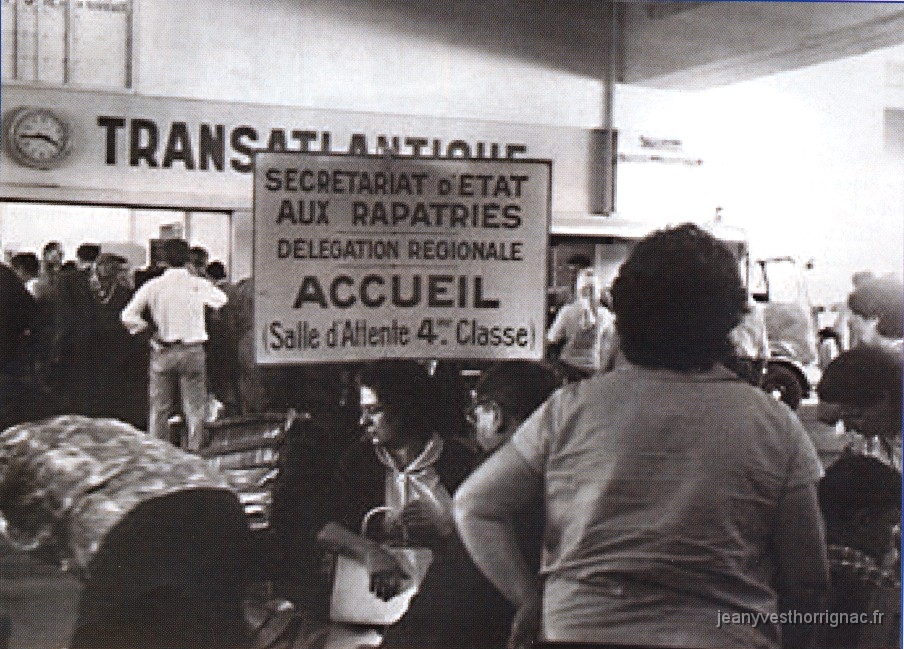 TRANSATLANTIQUE
SECRETARIAT D'ETAT
AUX RAPATRIES
DELEGATION REGIONALE
ACCUEIL
(Salle d'Attente 4me. Classe)
jeanyvesthorrignac.fr